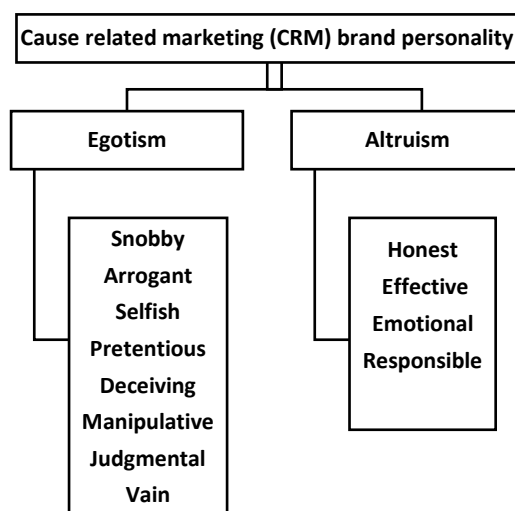 Cause related marketing (CRM) brand personality
Egotism
Altruism
Snobby
Arrogant
Selfish
Pretentious
Deceiving
Manipulative
Judgmental
Vain
Honest
Effective
Emotional
Responsible